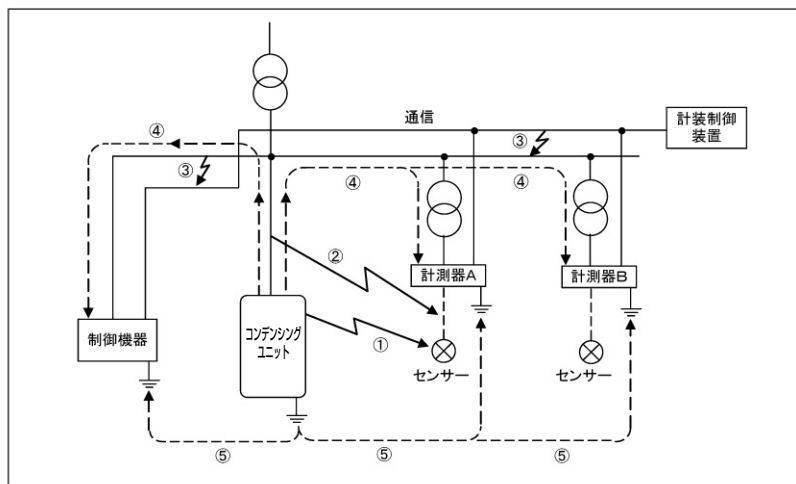 通信
計装制御
装置
④
③
③
④
④
②
計測器A
計測器B
制御機器
コンデンシング
ユニット
①
センサー
センサー
⑤
⑤
⑤